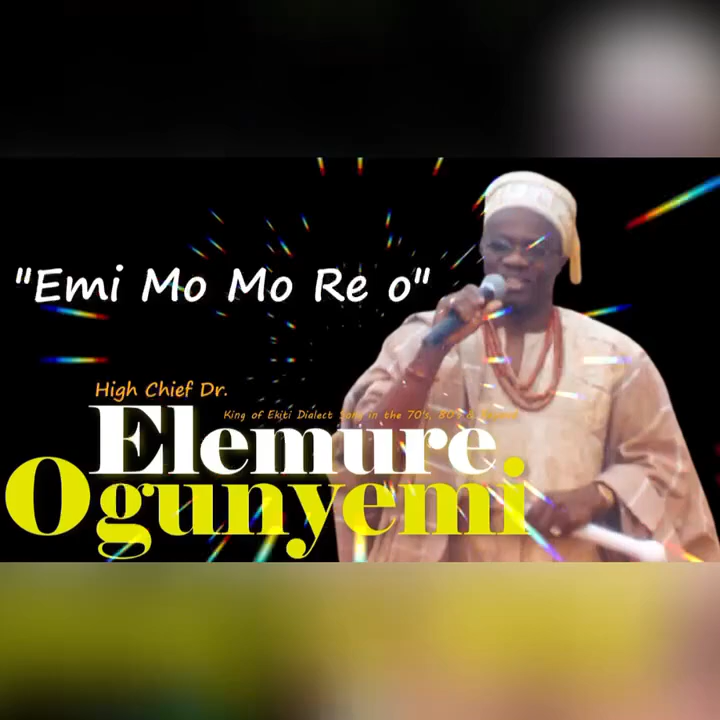 "Emi Mo Mo Re o"
High Chief Dr.
King of Ekiti Dialect Song in the 70's, 80's &
Elemure
Ogunyemi